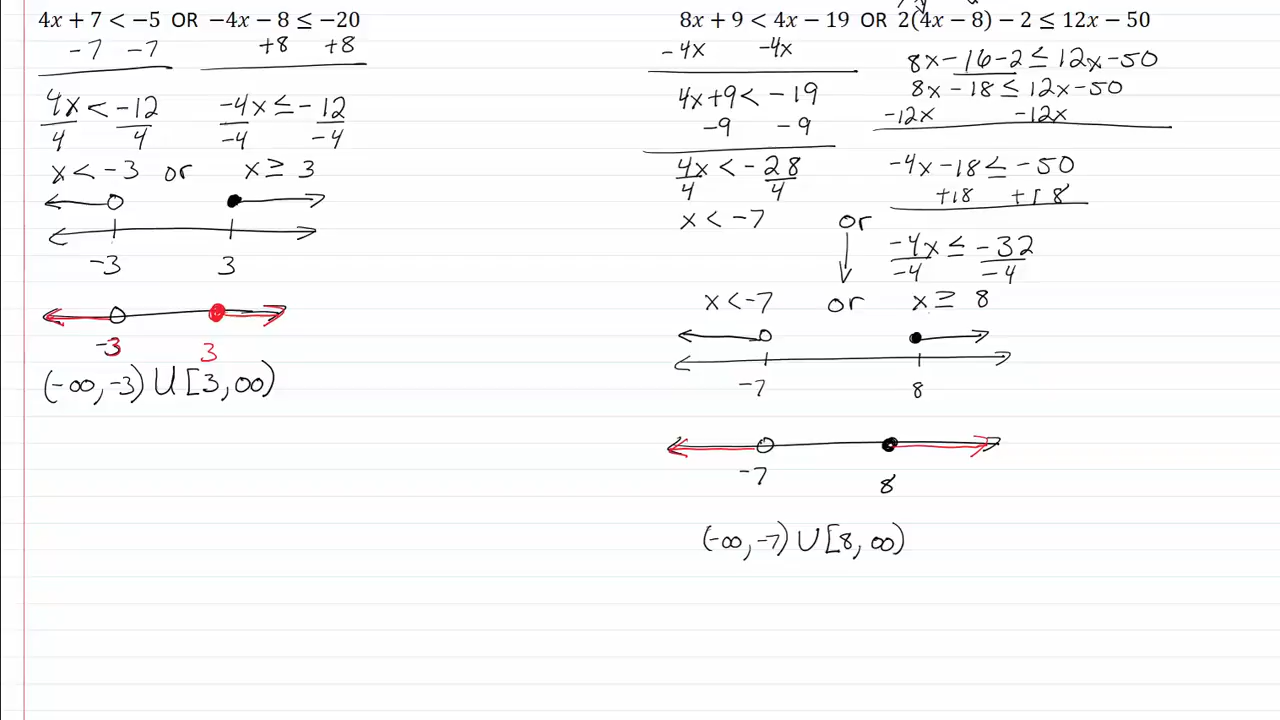 4x + 7 < −5 OR −4x − 8 ≤ −20
−7 −7 +8 +8
4x < −12 −4x ≤ −12
4 4 −4 −4
x < −3 or x ≥ 3
−3 3
−3 3
(−∞, −3) ∪ [3, ∞)
8x + 9 < 4x − 19 OR 2(4x − 8) − 2 ≤ 12x − 50
−4x −4x
8x − 16 − 2 ≤ 12x − 50
8x − 18 ≤ 12x − 50
4x + 9 < −19
−12x −12x
−9 −9
4x < −28
4 4
−4x − 18 ≤ −50
+18 +18
x < −7 or
−4x ≤ −32
−4 −4
x < −7 or x ≥ 8
−7 8
−7 8
(−∞, −7) ∪ [8, ∞)